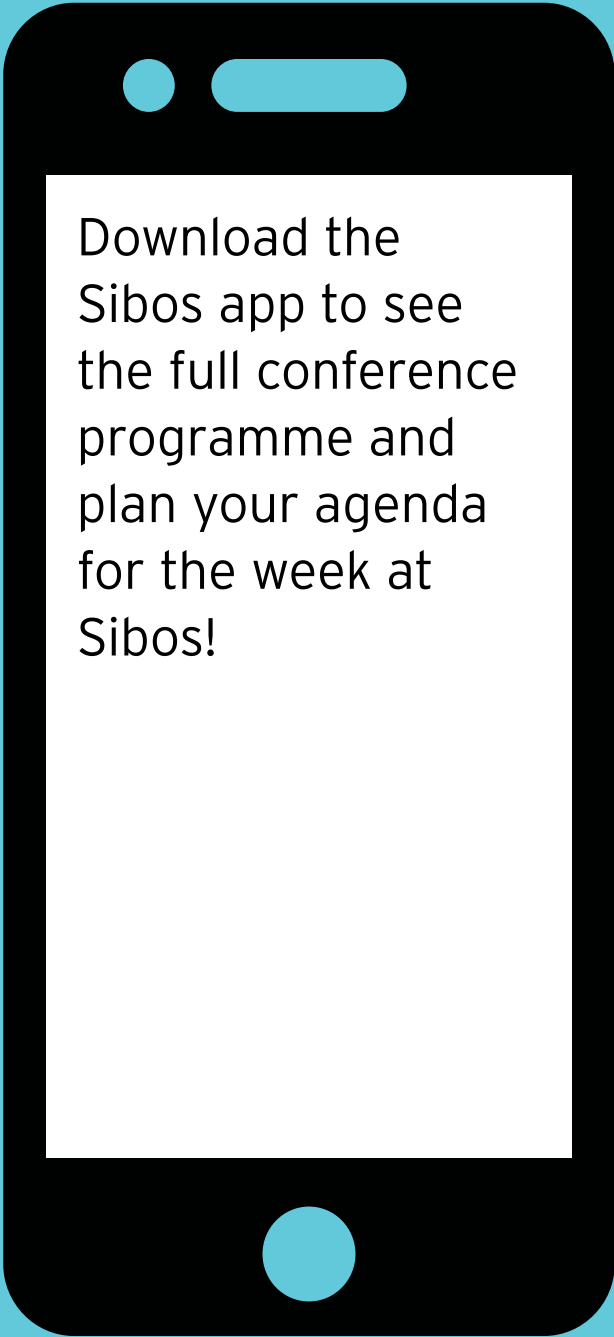 Download the
Sibos app to see
the full conference
programme and
plan your agenda
for the week at
Sibos!